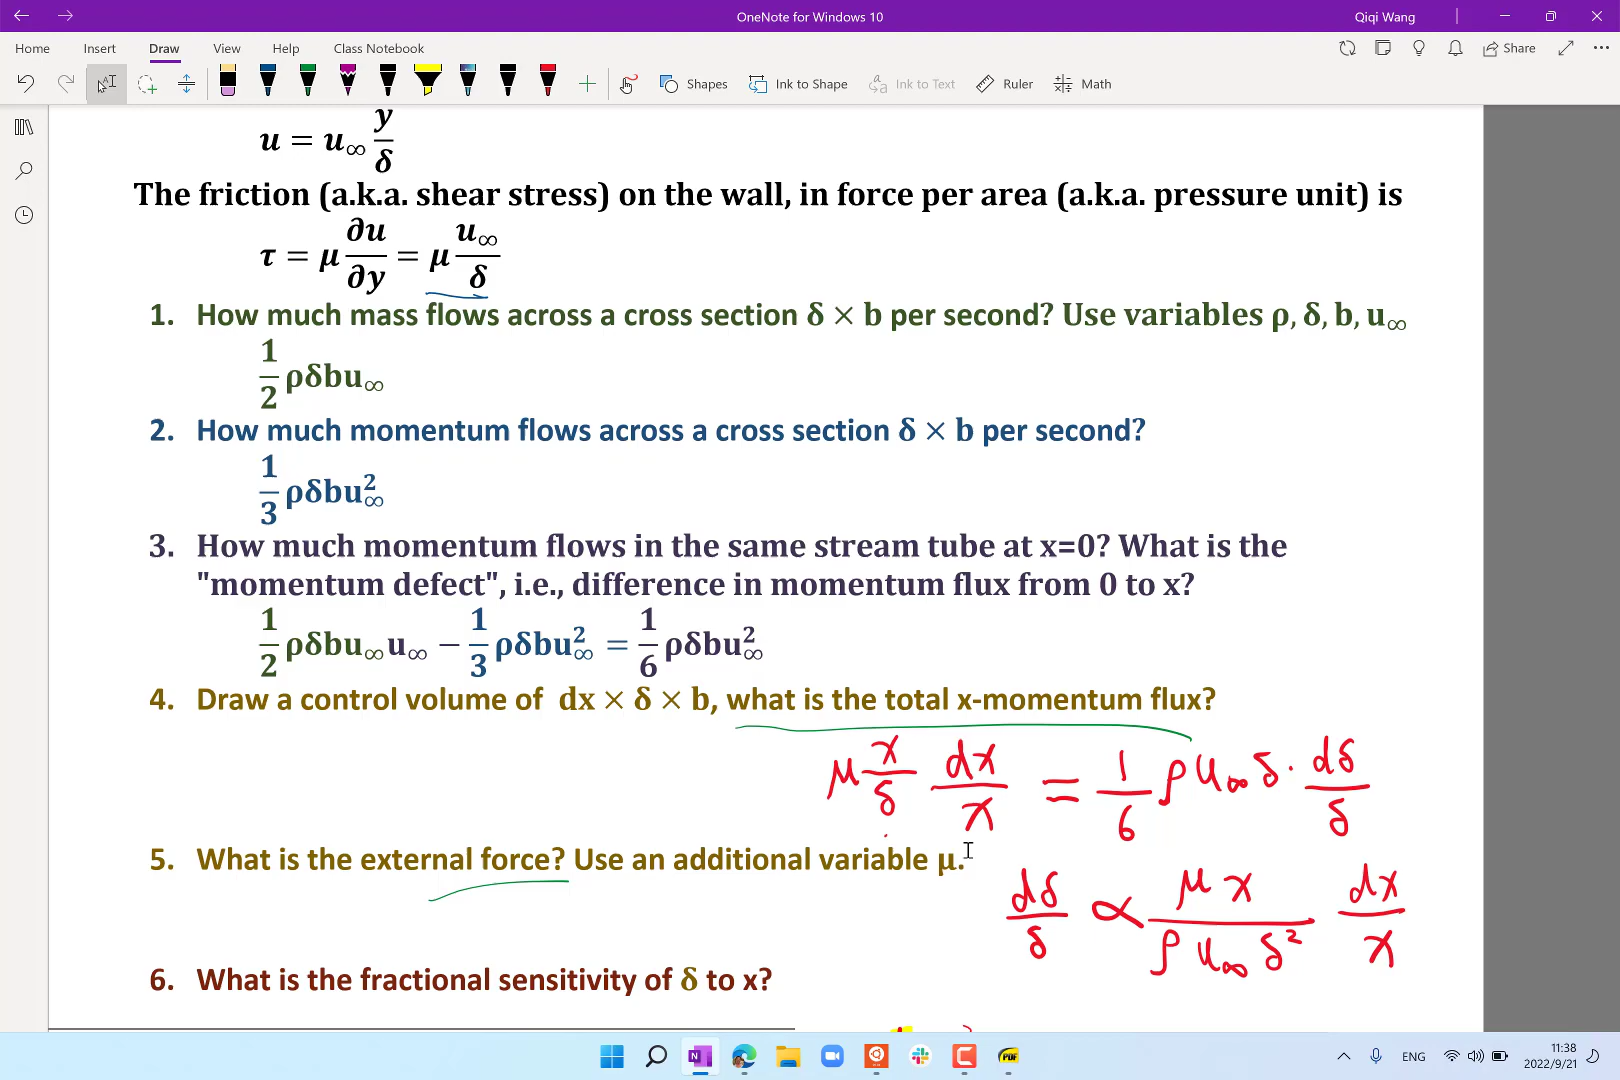 OneNote for Windows 10
Qiqi Wang
Home Insert Draw View Help Class Notebook
Share
Shapes Ink to Shape Ink to Text Ruler Math
u = u∞ y/δ
The friction (a.k.a. shear stress) on the wall, in force per area (a.k.a. pressure unit) is
τ = μ ∂u/∂y = μ u∞/δ
1. How much mass flows across a cross section δ × b per second? Use variables ρ, δ, b, u∞
1/2 ρδbu∞
2. How much momentum flows across a cross section δ × b per second?
1/3 ρδbu∞²
3. How much momentum flows in the same stream tube at x=0? What is the
"momentum defect", i.e., difference in momentum flux from 0 to x?
1/2 ρδbu∞u∞ − 1/3 ρδbu∞² = 1/6 ρδbu∞²
4. Draw a control volume of dx × δ × b, what is the total x-momentum flux?
μ x/δ dx/x = 1/6 ρ u∞ δ · dδ/δ
5. What is the external force? Use an additional variable μ.
dδ/δ ∝ μ x/ρ u∞ δ² dx/x
6. What is the fractional sensitivity of δ to x?
ENG
11:38
2022/9/21
PDF